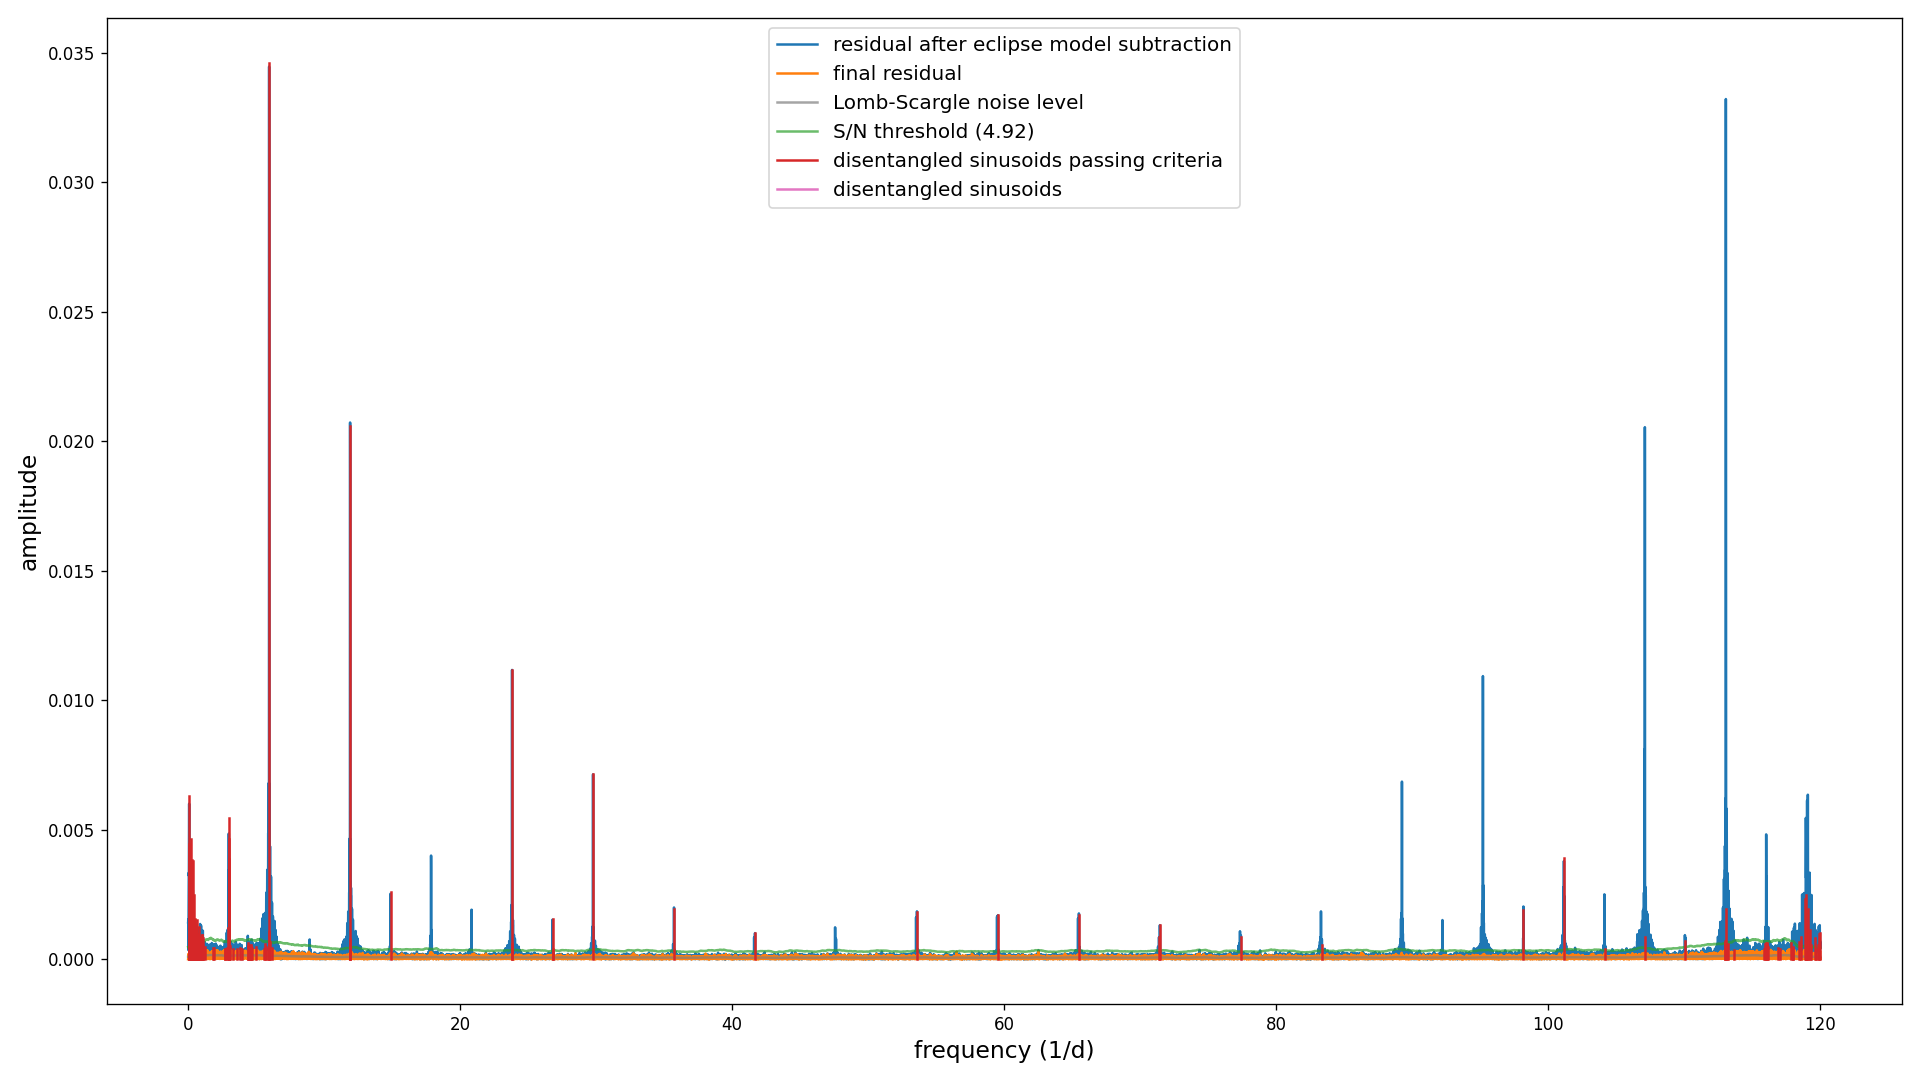 residual after eclipse model subtraction
final residual
Lomb-Scargle noise level
S/N threshold (4.92)
disentangled sinusoids passing criteria
disentangled sinusoids
0.035
0.030
0.025
0.020
0.015
0.010
0.005
0.000
amplitude
0 20 40 60 80 100 120
frequency (1/d)